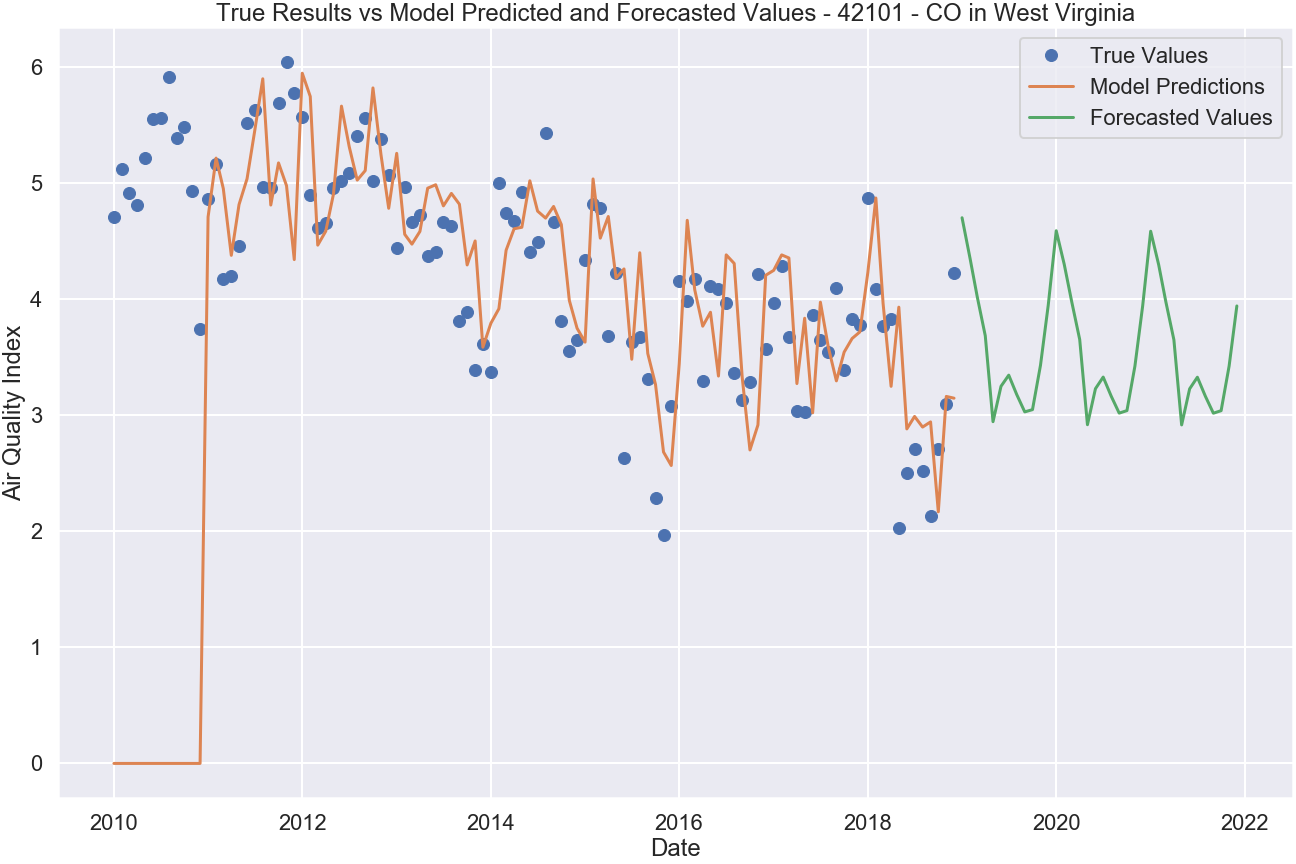 True Results vs Model Predicted and Forecasted Values - 42101 - CO in West Virginia
True Values
Model Predictions
Forecasted Values
Air Quality Index
6
5
4
3
2
1
0
2010 2012 2014 2016 2018 2020 2022
Date